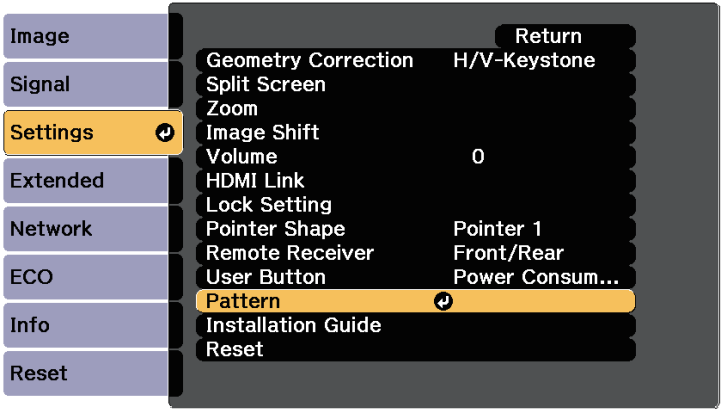 Image
Signal
Settings
Extended
Network
ECO
Info
Reset
Return
Geometry Correction H/V-Keystone
Split Screen
Zoom
Image Shift
Volume 0
HDMI Link
Lock Setting
Pointer Shape Pointer 1
Remote Receiver Front/Rear
User Button Power Consum...
Pattern
Installation Guide
Reset